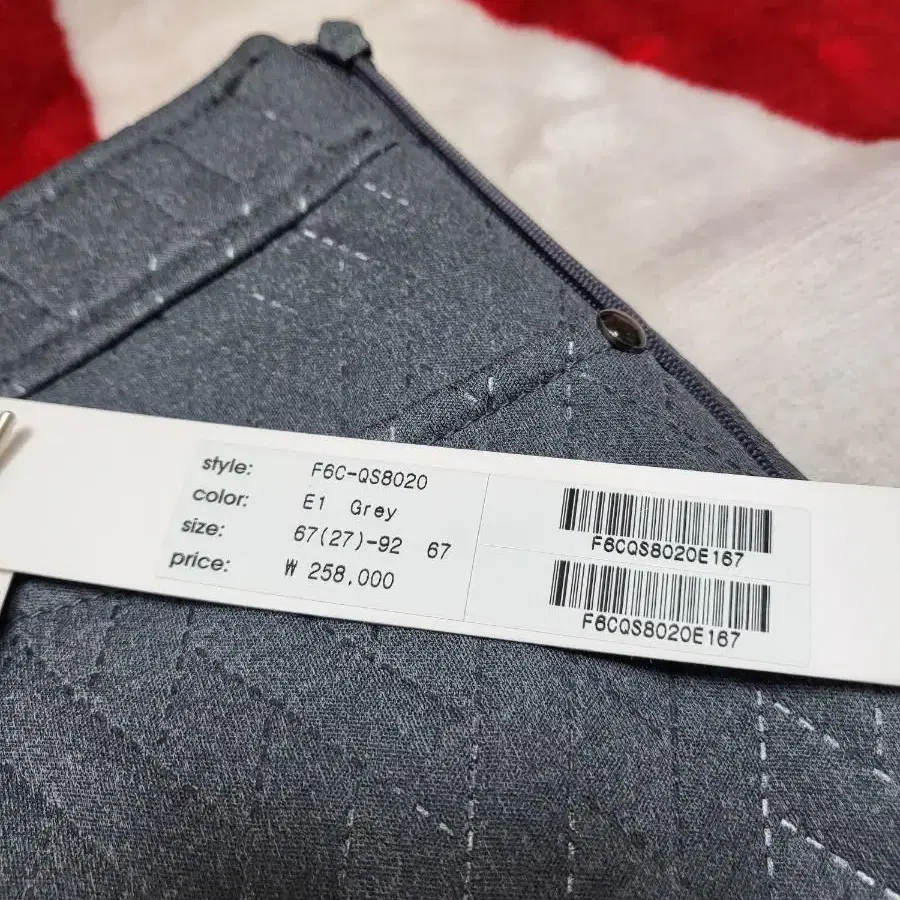 style: F6C-QS8020
color: E1 Grey
size: 67(27)-92 67
price: ₩ 258,000
F6CQS8020E167
F6CQS8020E167